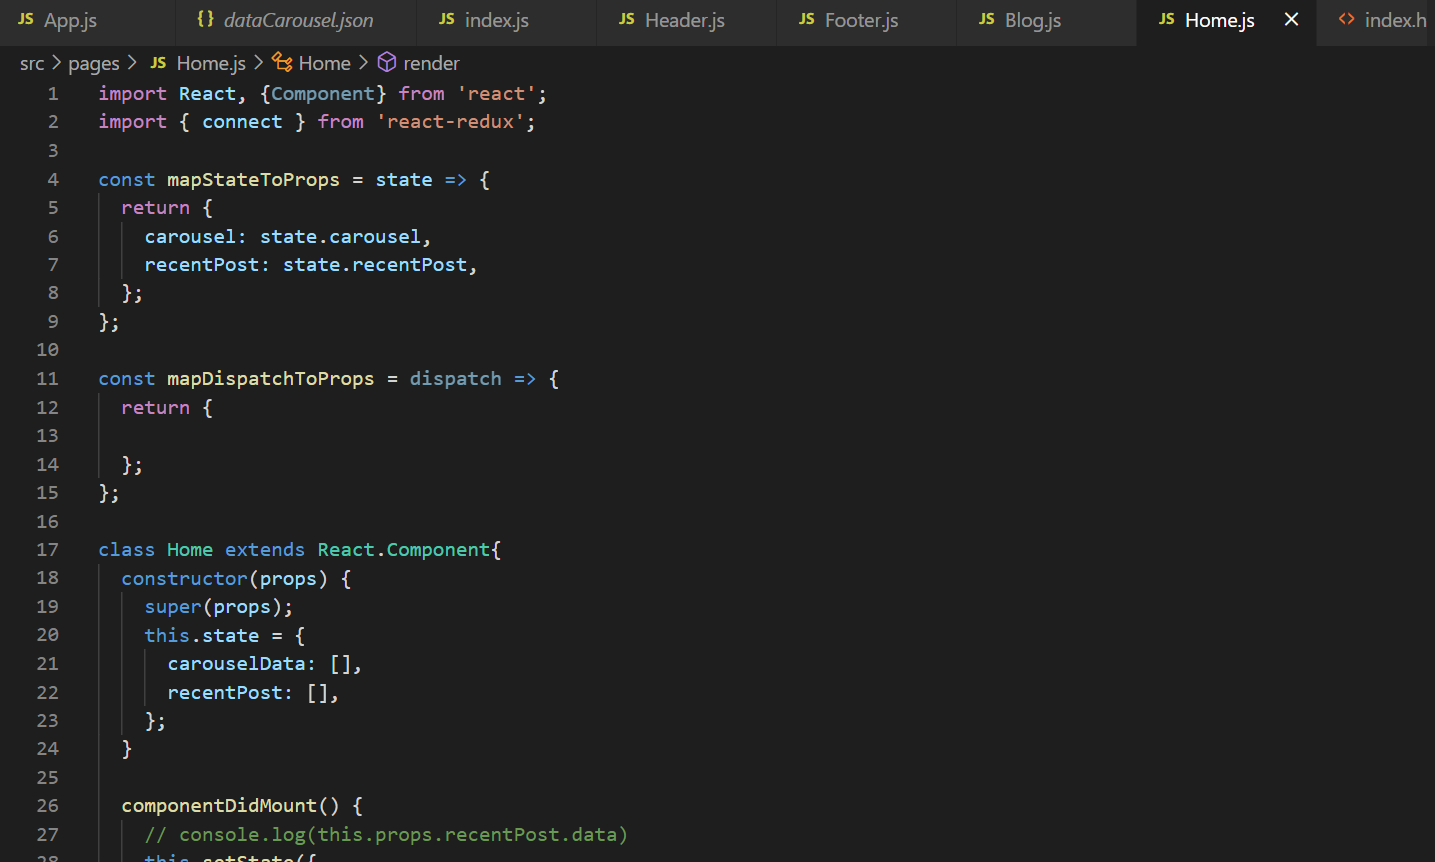 JS App.js {} dataCarousel.json JS index.js JS Header.js JS Footer.js JS Blog.js JS Home.js × <> index.h
src > pages > JS Home.js > Home > render
1 import React, {Component} from 'react';
2 import { connect } from 'react-redux';
3
4 const mapStateToProps = state => {
5 return {
6 carousel: state.carousel,
7 recentPost: state.recentPost,
8 };
9 };
10
11 const mapDispatchToProps = dispatch => {
12 return {
13
14 };
15 };
16
17 class Home extends React.Component{
18 constructor(props) {
19 super(props);
20 this.state = {
21 carouselData: [],
22 recentPost: [],
23 };
24 }
25
26 componentDidMount() {
27 // console.log(this.props.recentPost.data)
28 this.setState({